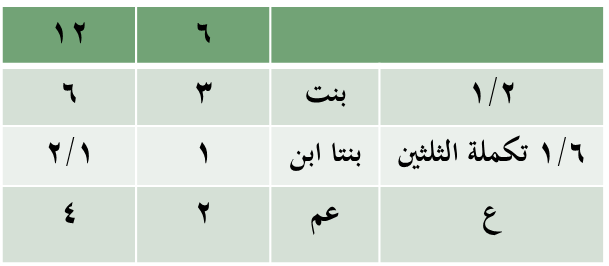 ٦ ١٢
١/٢ بنت ٣ ٦
١/٦ تكملة الثلثين بنتا ابن ١ ٢/١
ع عم ٢ ٤